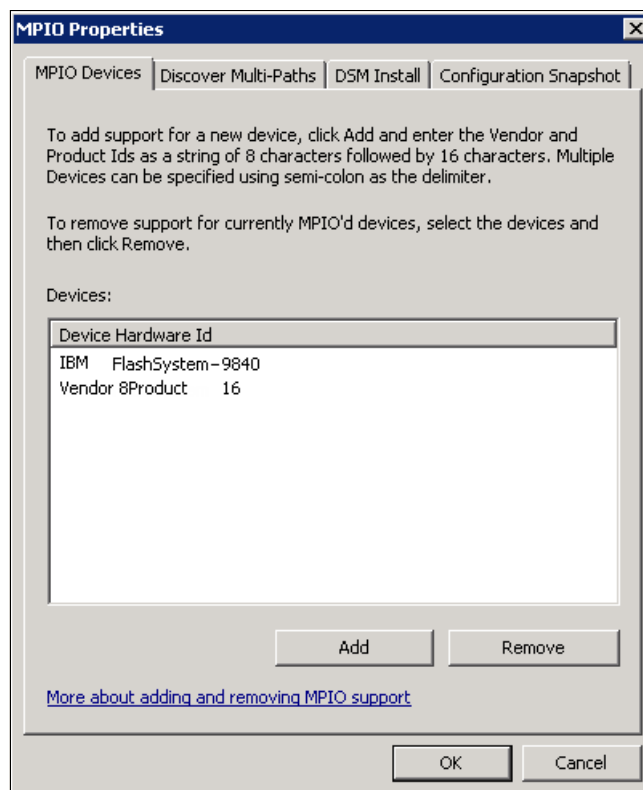 MPIO Properties
MPIO Devices Discover Multi-Paths DSM Install Configuration Snapshot
To add support for a new device, click Add and enter the Vendor and
Product Ids as a string of 8 characters followed by 16 characters. Multiple
Devices can be specified using semi-colon as the delimiter.
To remove support for currently MPIO'd devices, select the devices and
then click Remove.
Devices:
Device Hardware Id
IBM FlashSystem-9840
Vendor 8Product 16
Add Remove
More about adding and removing MPIO support
OK Cancel